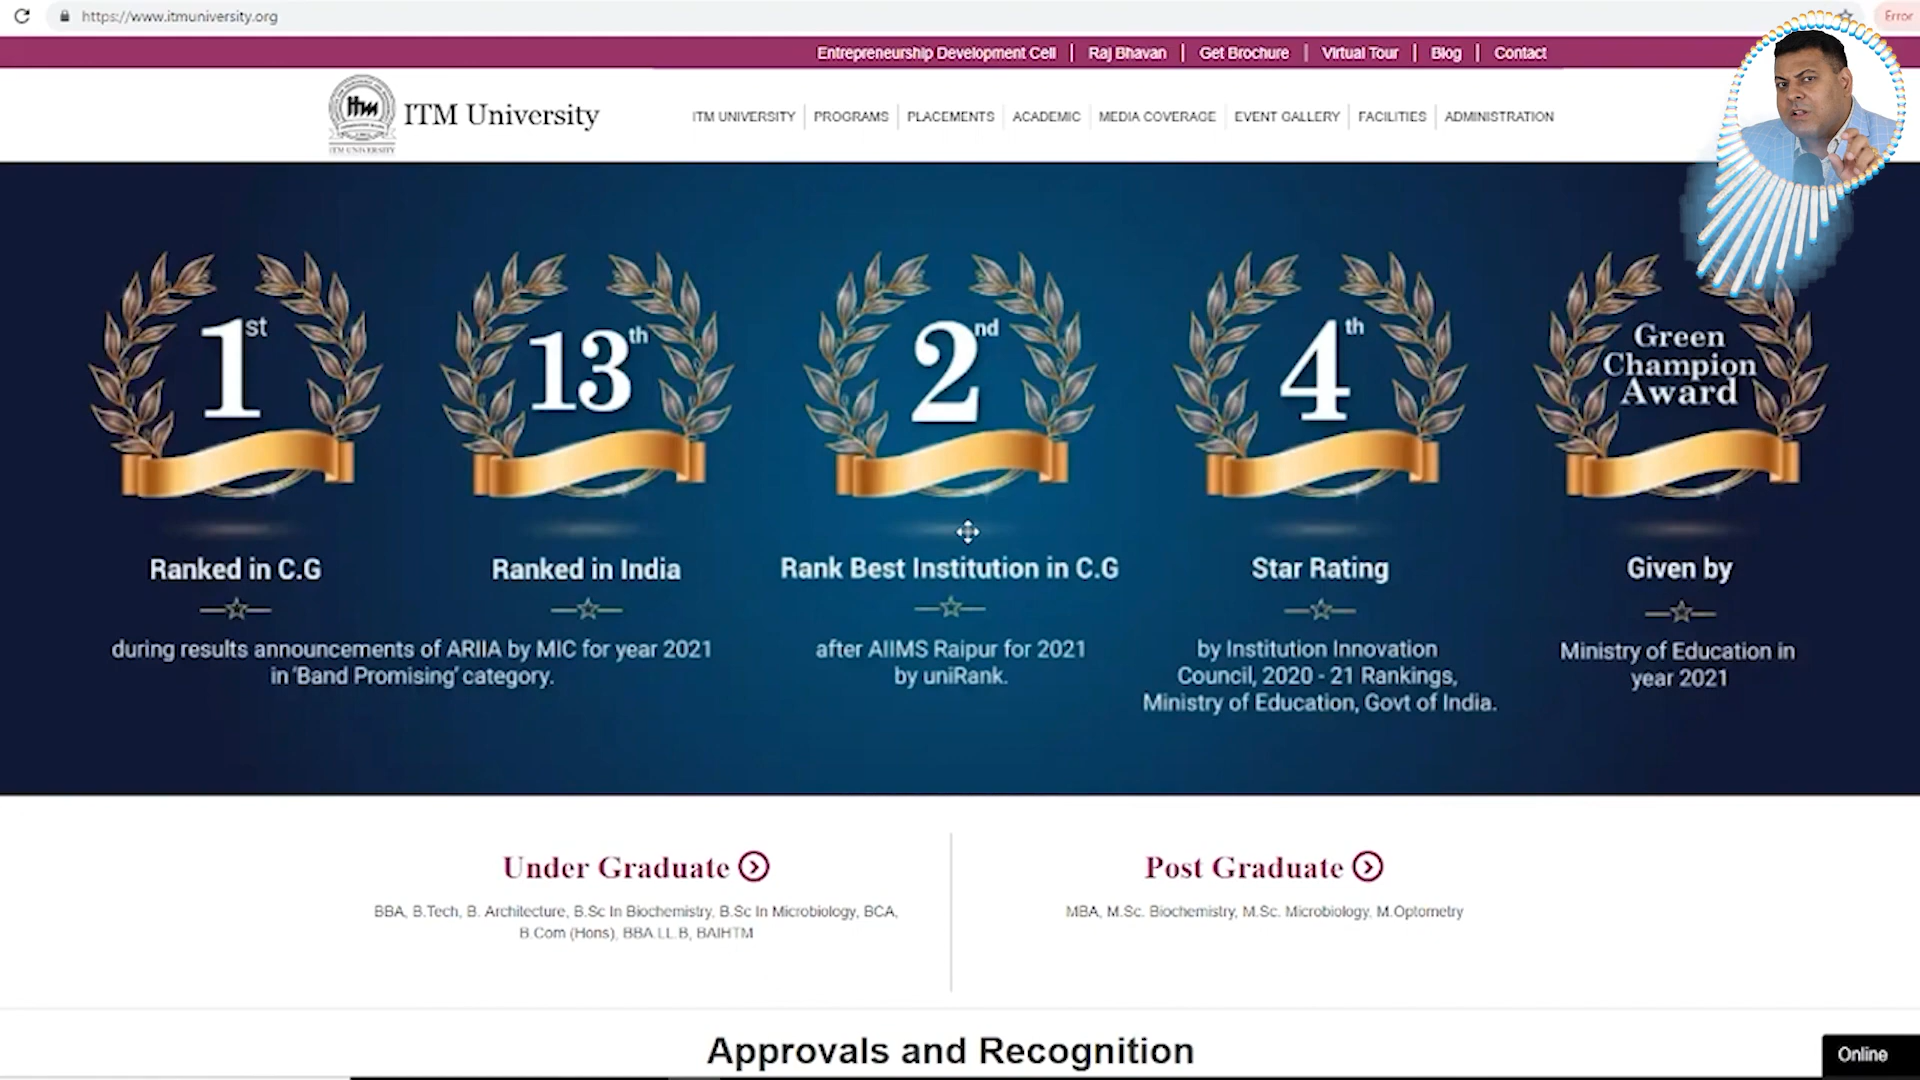 https://www.itmuniversity.org
Error
Entrepreneurship Development Cell | Raj Bhavan | Get Brochure | Virtual Tour | Blog | Contact
itm
ITM UNIVERSITY
ITM University
ITM UNIVERSITY PROGRAMS PLACEMENTS ACADEMIC MEDIA COVERAGE EVENT GALLERY FACILITIES ADMINISTRATION
1st
13th
2nd
4th
Green
Champion
Award
Ranked in C.G
Ranked in India
during results announcements of ARIIA by MIC for year 2021
in 'Band Promising' category.
Rank Best Institution in C.G
after AIIMS Raipur for 2021
by uniRank.
Star Rating
by Institution Innovation
Council, 2020 - 21 Rankings,
Ministry of Education, Govt of India.
Given by
Ministry of Education in
year 2021
Under Graduate
BBA, B.Tech, B. Architecture, B.Sc In Biochemistry, B.Sc In Microbiology, BCA,
B.Com (Hons), BBA.LL.B, BAIHTM
Post Graduate
MBA, M.Sc. Biochemistry, M.Sc. Microbiology, M.Optometry
Approvals and Recognition
Online